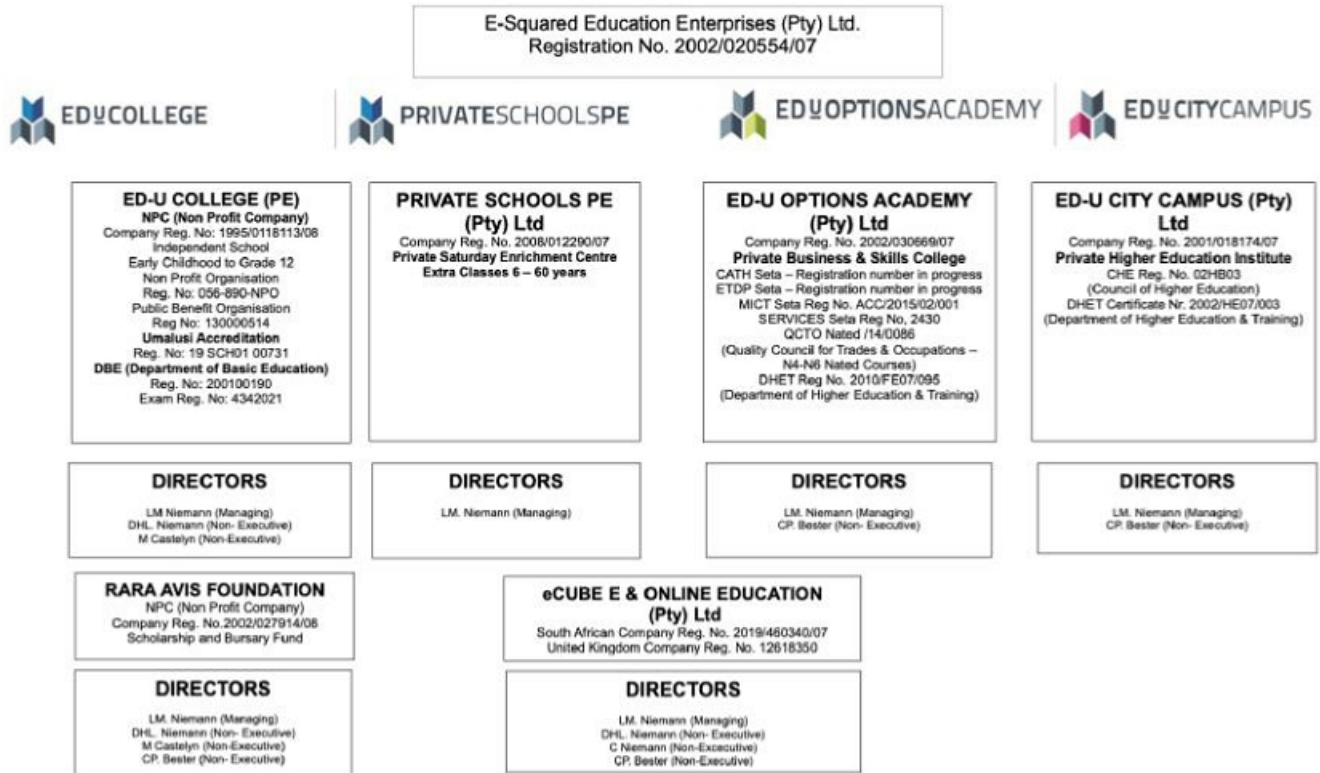 E-Squared Education Enterprises (Pty) Ltd.
Registration No. 2002/020554/07
EDUCOLLEGE
PRIVATESCHOOLSPE
EDUOPTIONSACADEMY
EDUCITYCAMPUS
ED-U COLLEGE (PE)
NPC (Non Profit Company)
Company Reg. No: 1995/0118113/08
Independent School
Early Childhood to Grade 12
Non Profit Organisation
Reg. No: 056-890-NPO
Public Benefit Organisation
Reg No: 130000514
Umalusi Accreditation
Reg. No: 19 SCH01 00731
DBE (Department of Basic Education)
Reg. No: 200100190
Exam Reg. No: 4342021
PRIVATE SCHOOLS PE
(Pty) Ltd
Company Reg. No. 2008/012290/07
Private Saturday Enrichment Centre
Extra Classes 6 – 60 years
ED-U OPTIONS ACADEMY
(Pty) Ltd
Company Reg. No. 2002/030669/07
Private Business & Skills College
CATH Seta – Registration number in progress
ETDP Seta – Registration number in progress
MICT Seta Reg No. ACC/2015/02/001
SERVICES Seta Reg No, 2430
QCTO Nated /14/0086
(Quality Council for Trades & Occupations –
N4-N6 Nated Courses)
DHET Reg No. 2010/FE07/095
(Department of Higher Education & Training)
ED-U CITY CAMPUS (Pty)
Ltd
Company Reg. No. 2001/018174/07
Private Higher Education Institute
CHE Reg. No. 02HB03
(Council of Higher Education)
DHET Certificate Nr. 2002/HE07/003
(Department of Higher Education & Training)
DIRECTORS
LM Niemann (Managing)
DHL. Niemann (Non- Executive)
M Castelyn (Non-Executive)
DIRECTORS
LM. Niemann (Managing)
DIRECTORS
LM. Niemann (Managing)
CP. Bester (Non- Executive)
DIRECTORS
LM. Niemann (Managing)
CP. Bester (Non- Executive)
RARA AVIS FOUNDATION
NPC (Non Profit Company)
Company Reg. No.2002/027914/08
Scholarship and Bursary Fund
eCUBE E & ONLINE EDUCATION
(Pty) Ltd
South African Company Reg. No. 2019/460340/07
United Kingdom Company Reg. No. 12618350
DIRECTORS
LM. Niemann (Managing)
DHL. Niemann (Non- Executive)
M Castelyn (Non-Executive)
CP. Bester (Non- Executive)
DIRECTORS
LM. Niemann (Managing)
DHL. Niemann (Non- Executive)
C Niemann (Non-Excecutive)
CP. Bester (Non- Executive)